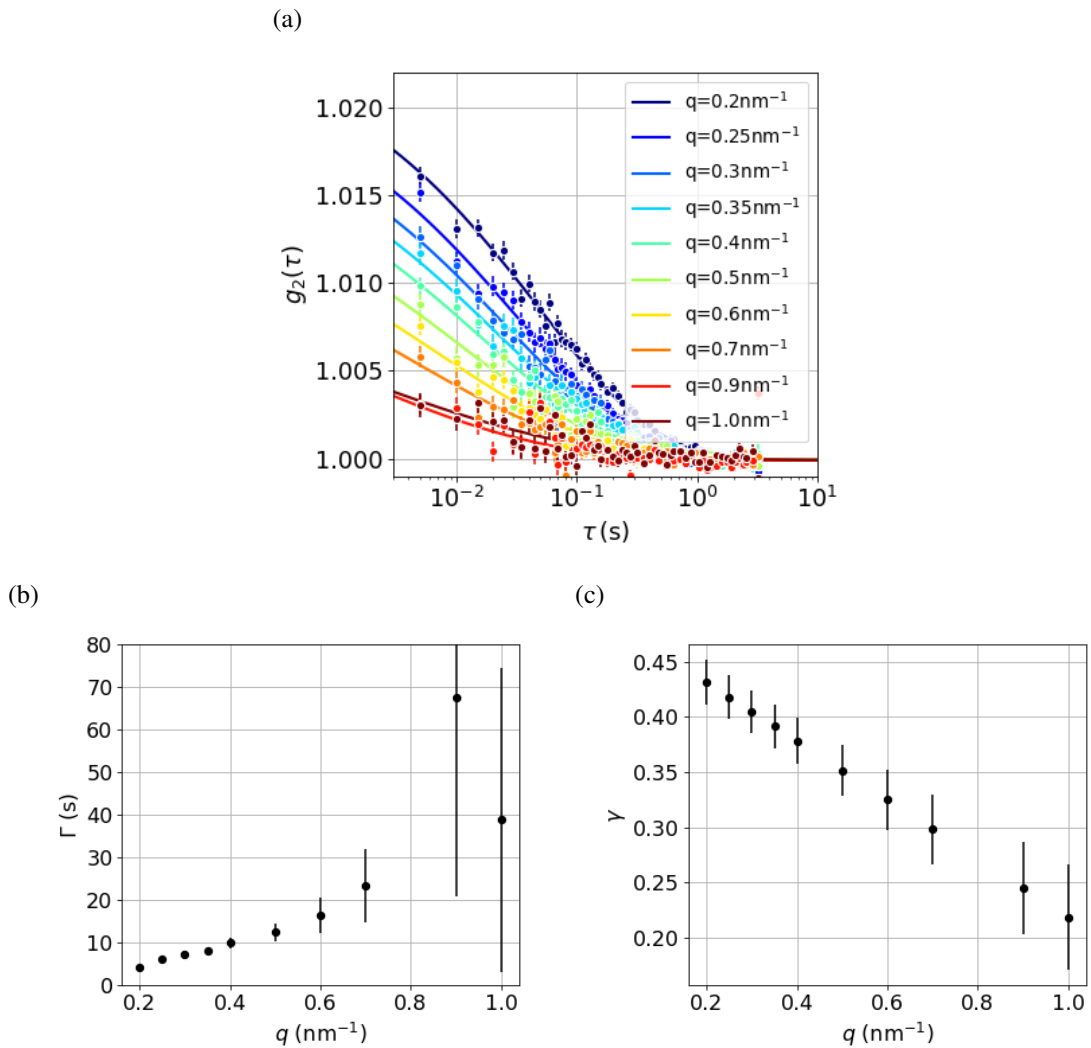 (a)
1.020
1.015
1.010
1.005
1.000
g₂(τ)
10⁻²
10⁻¹
10⁰
10¹
τ (s)
q=0.2nm⁻¹
q=0.25nm⁻¹
q=0.3nm⁻¹
q=0.35nm⁻¹
q=0.4nm⁻¹
q=0.5nm⁻¹
q=0.6nm⁻¹
q=0.7nm⁻¹
q=0.9nm⁻¹
q=1.0nm⁻¹
(b)
80
70
60
50
40
30
20
10
0
Γ (s)
0.2
0.4
0.6
0.8
1.0
q (nm⁻¹)
(c)
0.45
0.40
0.35
0.30
0.25
0.20
γ
0.2
0.4
0.6
0.8
1.0
q (nm⁻¹)